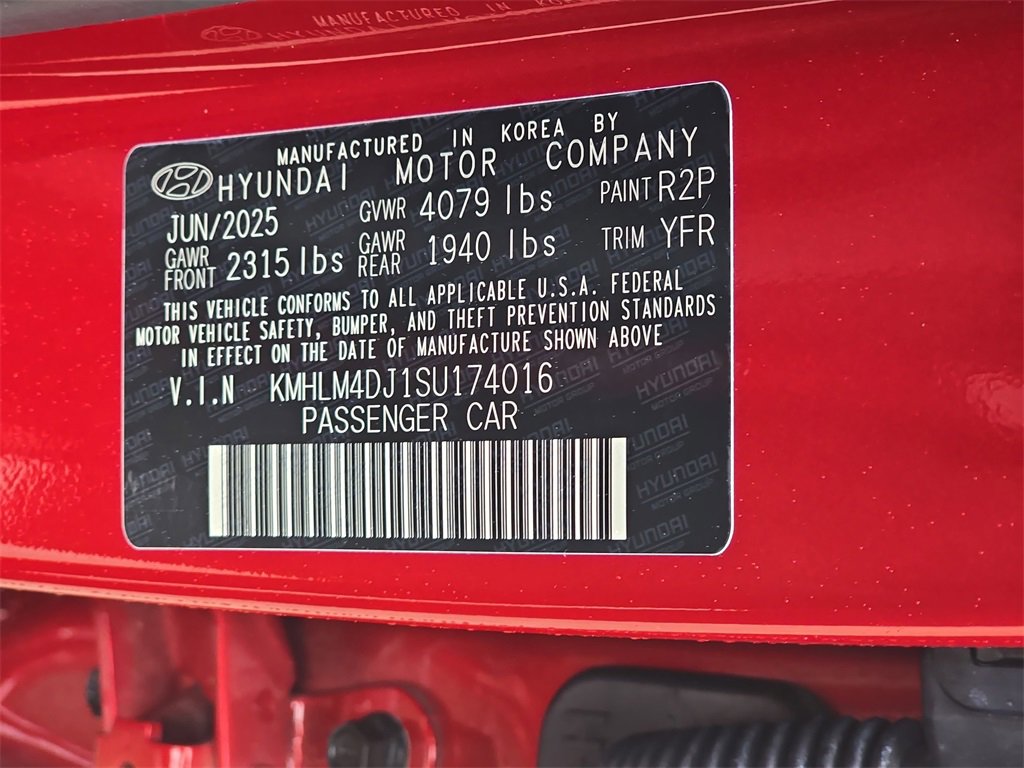 MANUFACTURED IN KOREA BY
HYUNDAI MOTOR COMPANY
JUN/2025 GVWR 4079 lbs PAINT R2P
GAWR FRONT 2315 lbs GAWR REAR 1940 lbs TRIM YFR
THIS VEHICLE CONFORMS TO ALL APPLICABLE U.S.A. FEDERAL
MOTOR VEHICLE SAFETY, BUMPER, AND THEFT PREVENTION STANDARDS
IN EFFECT ON THE DATE OF MANUFACTURE SHOWN ABOVE
V.I.N KMHLM4DJ1SU174016
PASSENGER CAR